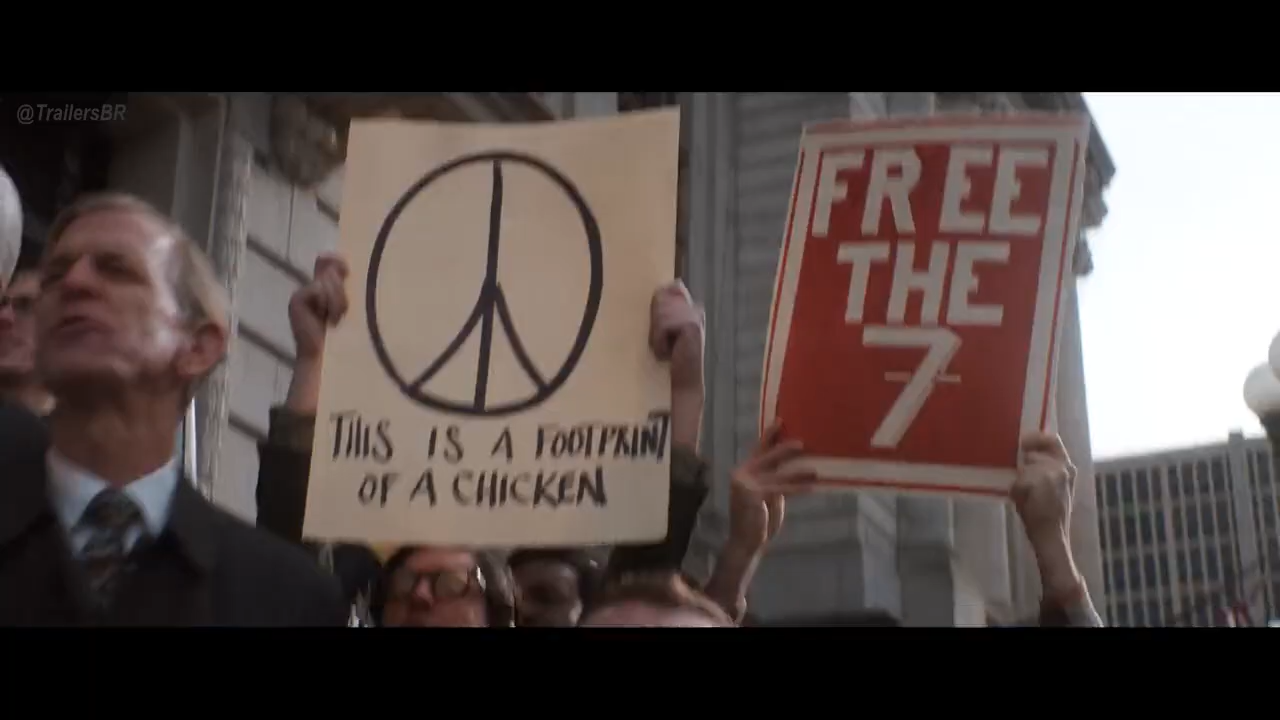 @TrailersBR
THIS IS A FOOTPRINT
OF A CHICKEN
FREE
THE
7